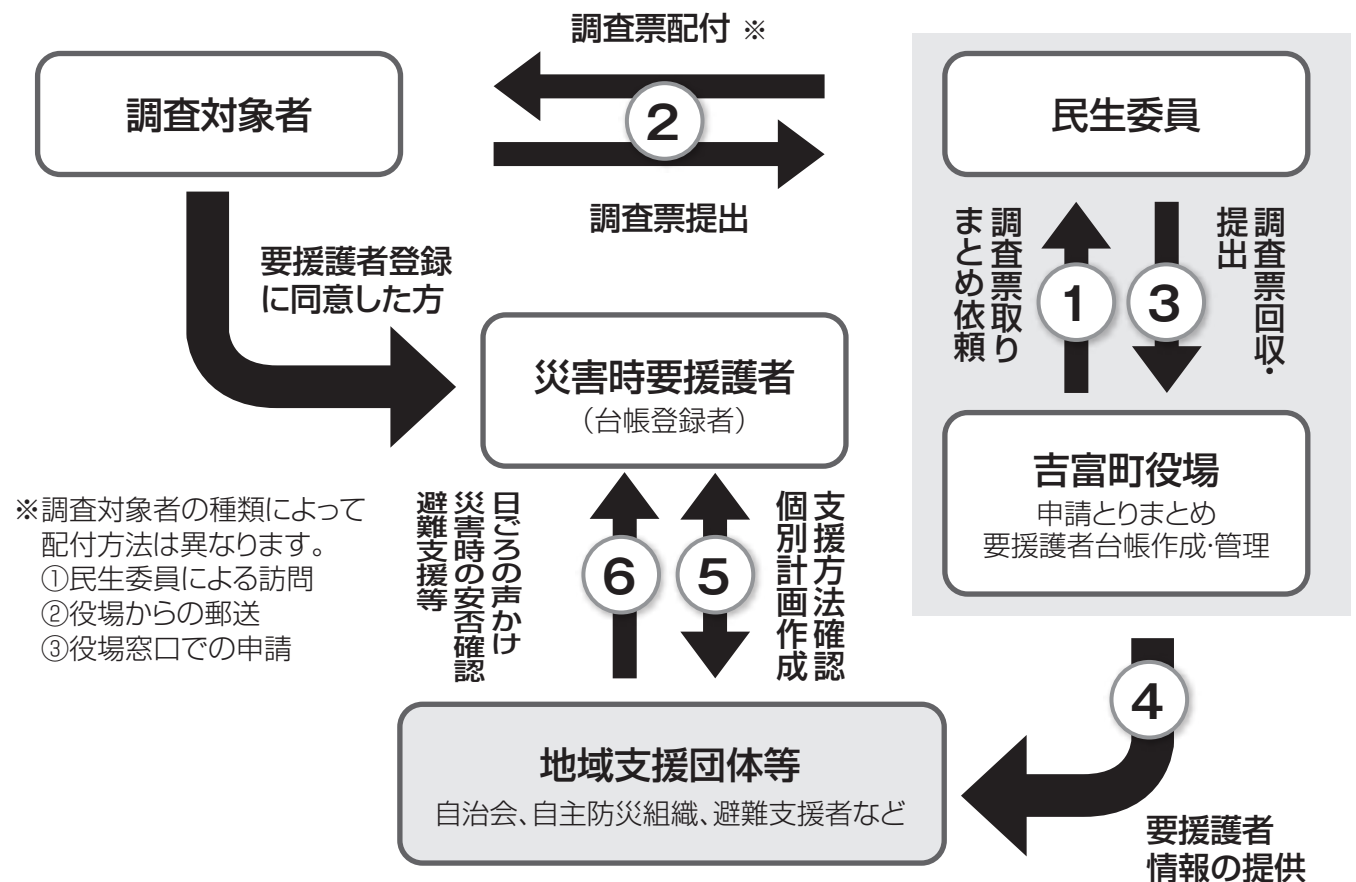 調査票配付 ※
調査対象者
②
民生委員
調査票提出
要援護者登録
に同意した方
調査票取り
まとめ依頼
①
③
調査票回収・
提出
災害時要援護者
（台帳登録者）
吉富町役場
申請とりまとめ
要援護者台帳作成・管理
※調査対象者の種類によって
配付方法は異なります。
①民生委員による訪問
②役場からの郵送
③役場窓口での申請
日ごろの声かけ
災害時の安否確認
避難支援等
⑥
⑤
支援方法確認
個別計画作成
④
地域支援団体等
自治会、自主防災組織、避難支援者など
要援護者
情報の提供